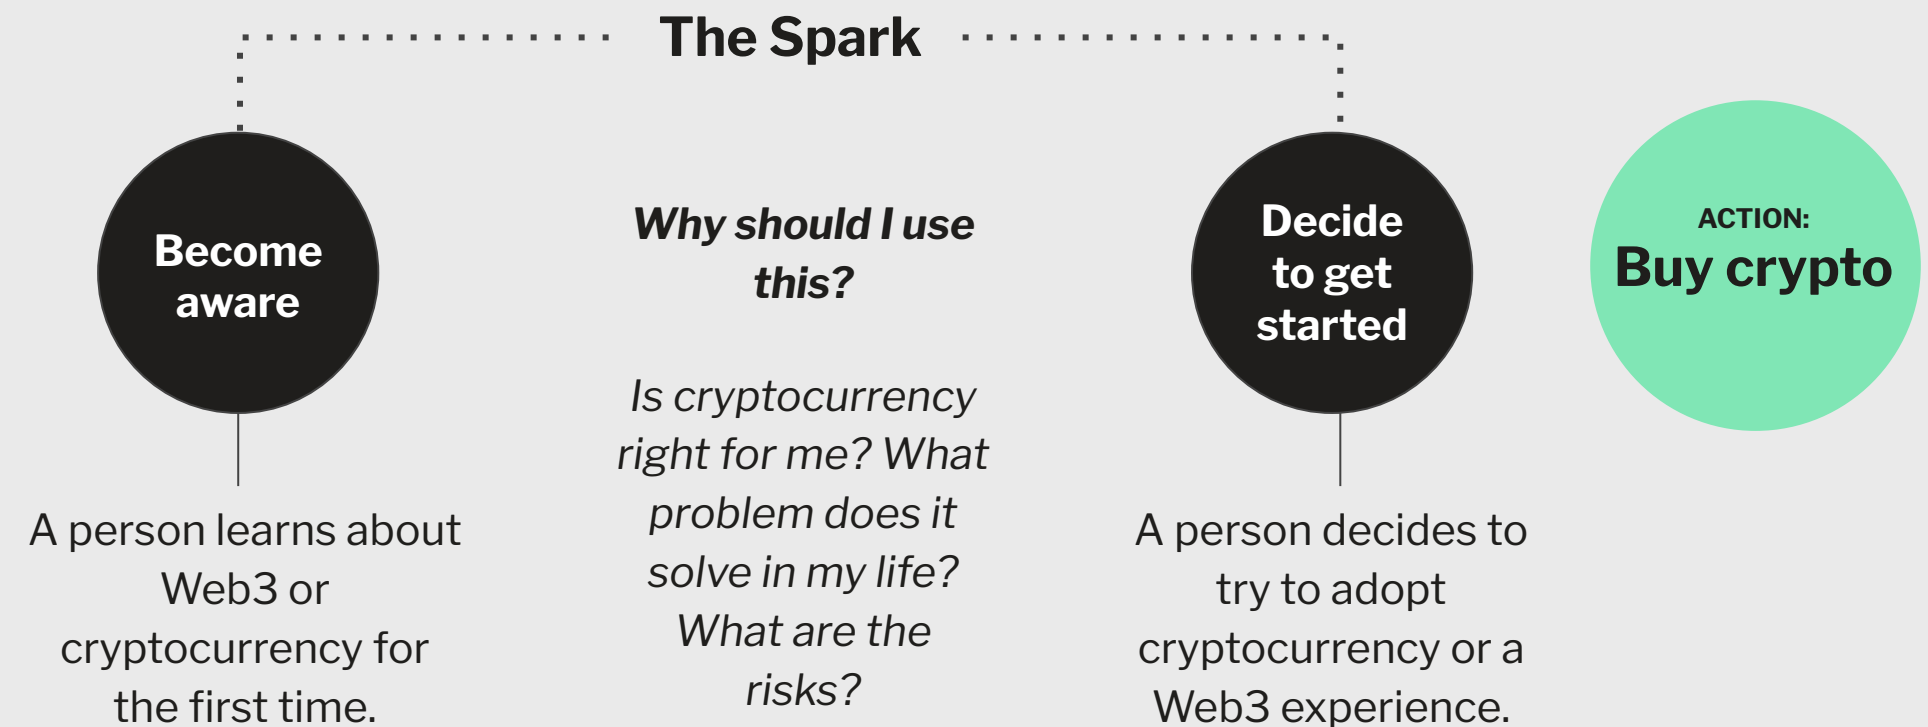 The Spark
Become
aware
A person learns about
Web3 or
cryptocurrency for
the first time.
Why should I use
this?
Is cryptocurrency
right for me? What
problem does it
solve in my life?
What are the
risks?
Decide
to get
started
A person decides to
try to adopt
cryptocurrency or a
Web3 experience.
ACTION:
Buy crypto